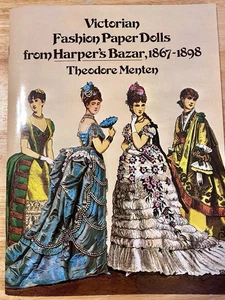 Victorian
Fashion Paper Dolls
from Harper's Bazar, 1867-1898
Theodore Menten